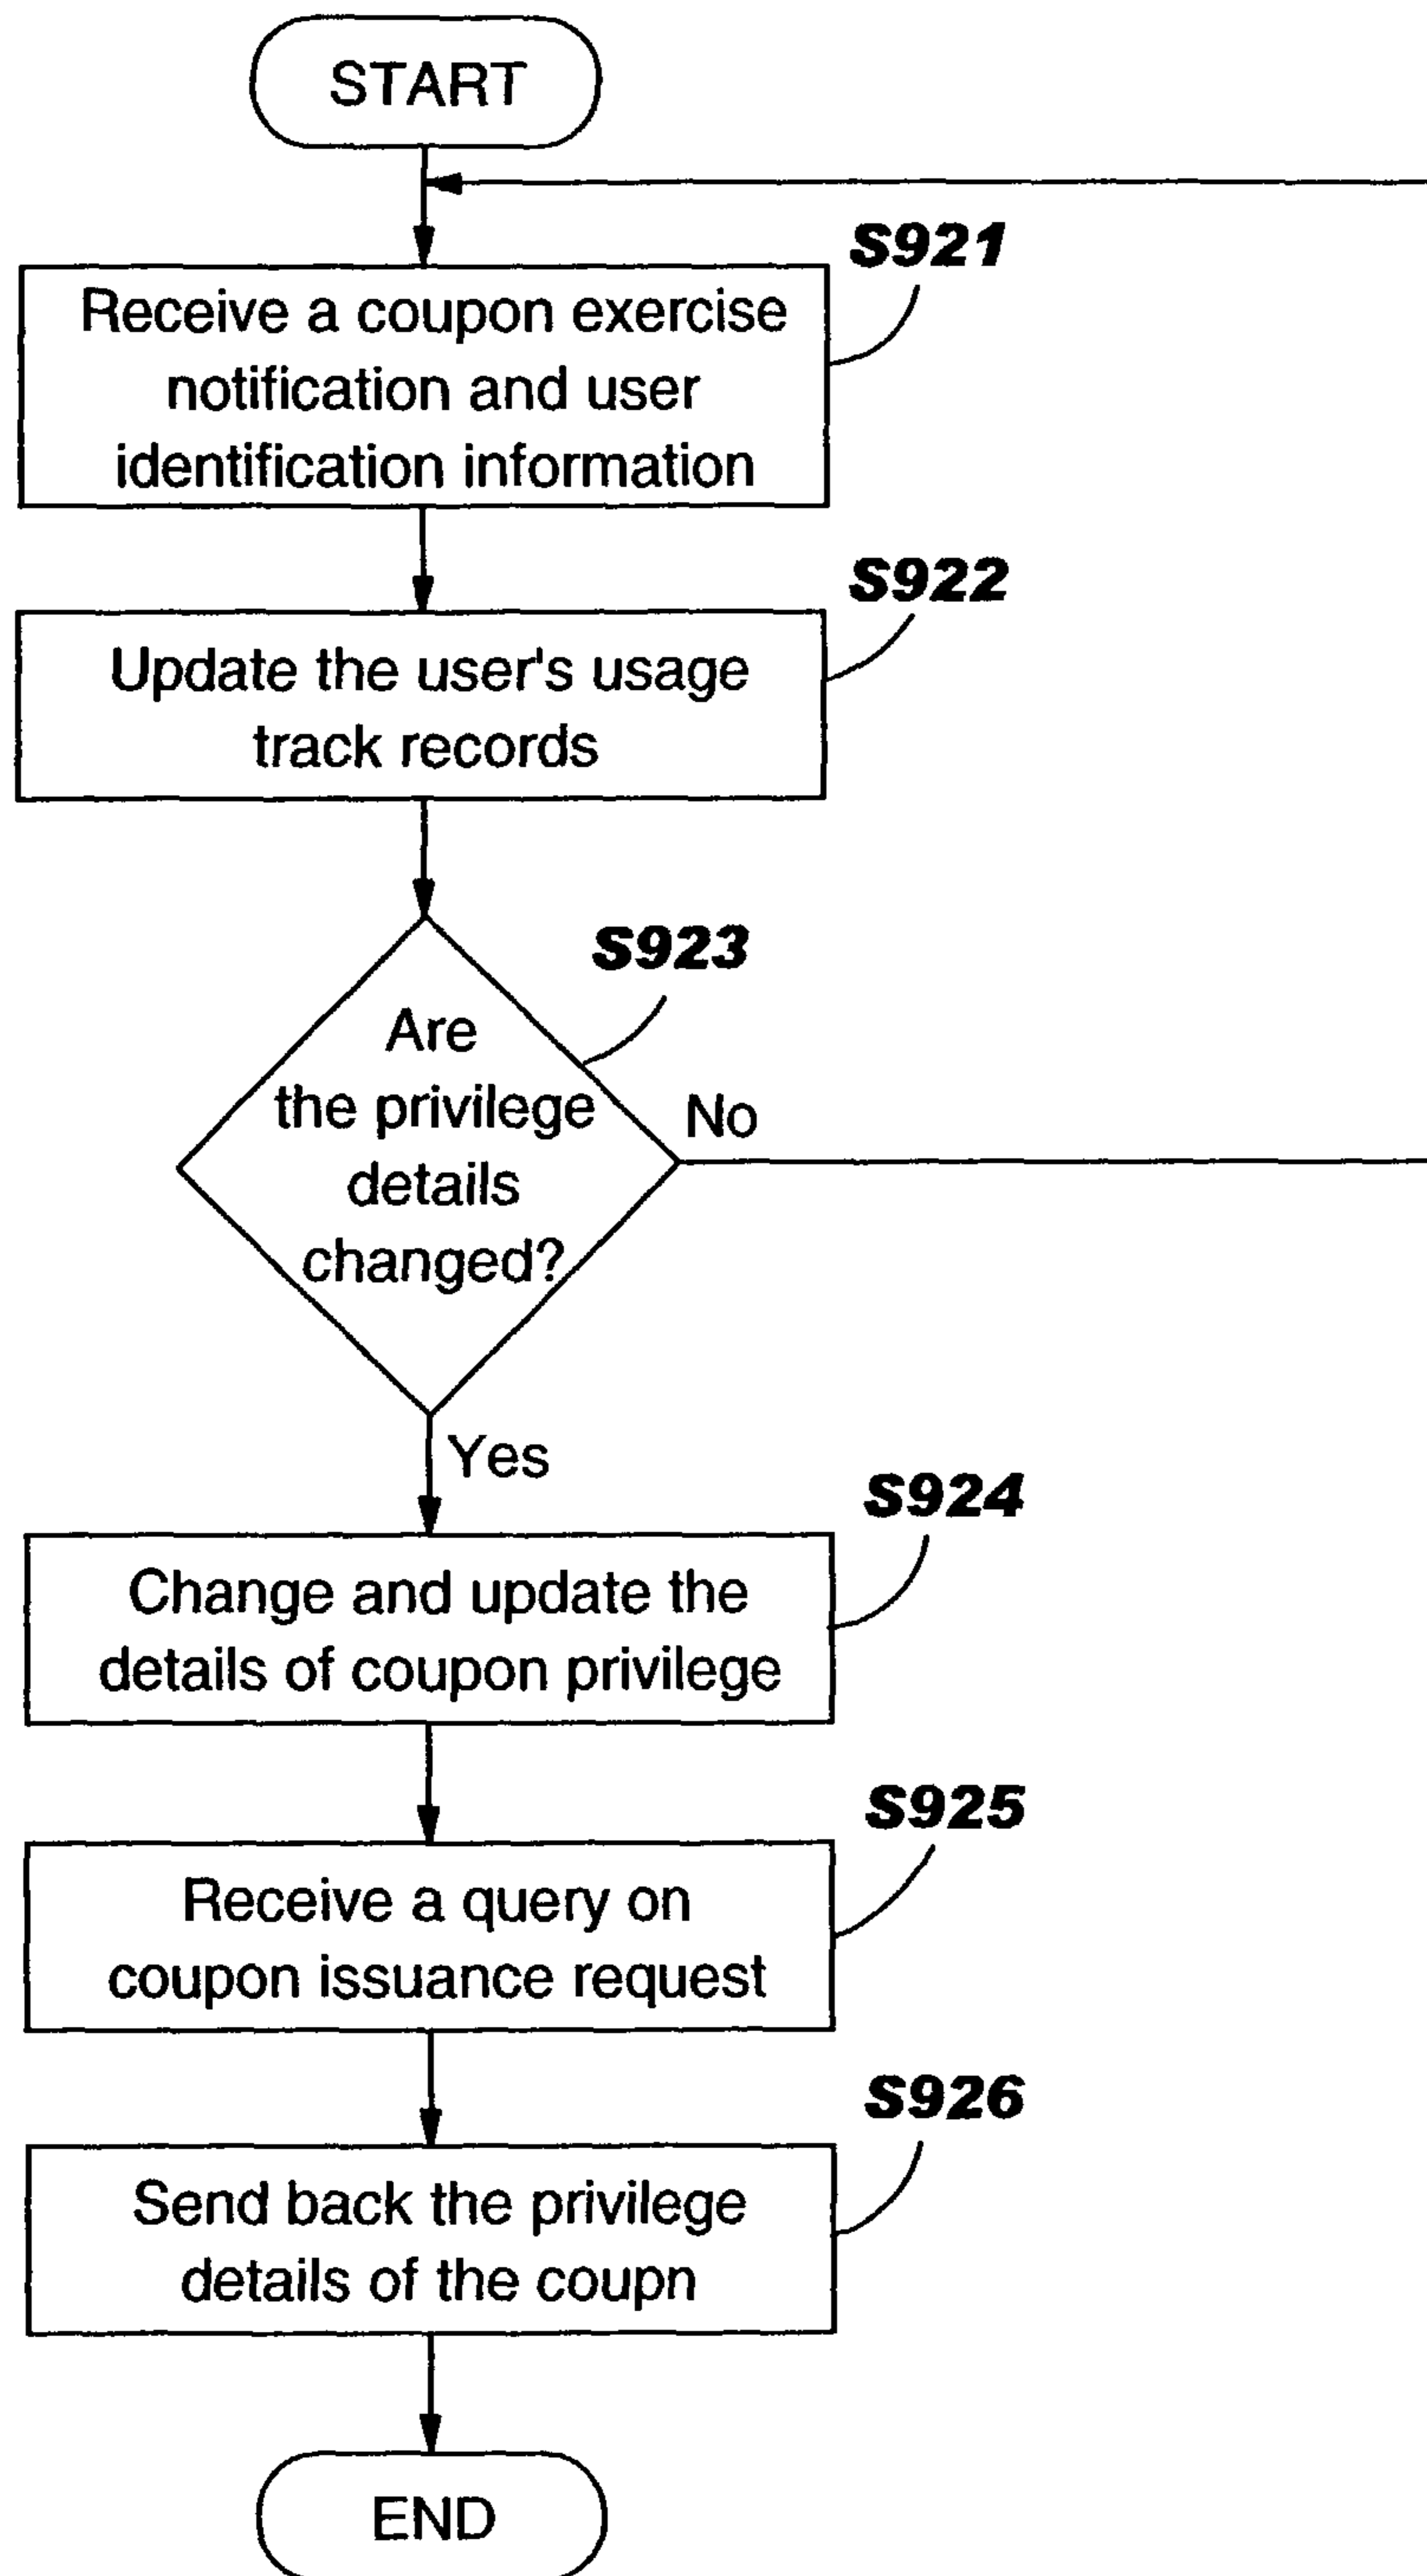 START
S921
Receive a coupon exercise
notification and user
identification information
S922
Update the user's usage
track records
S923
Are
the privilege
details
changed?
No
Yes
S924
Change and update the
details of coupon privilege
S925
Receive a query on
coupon issuance request
S926
Send back the privilege
details of the coupn
END